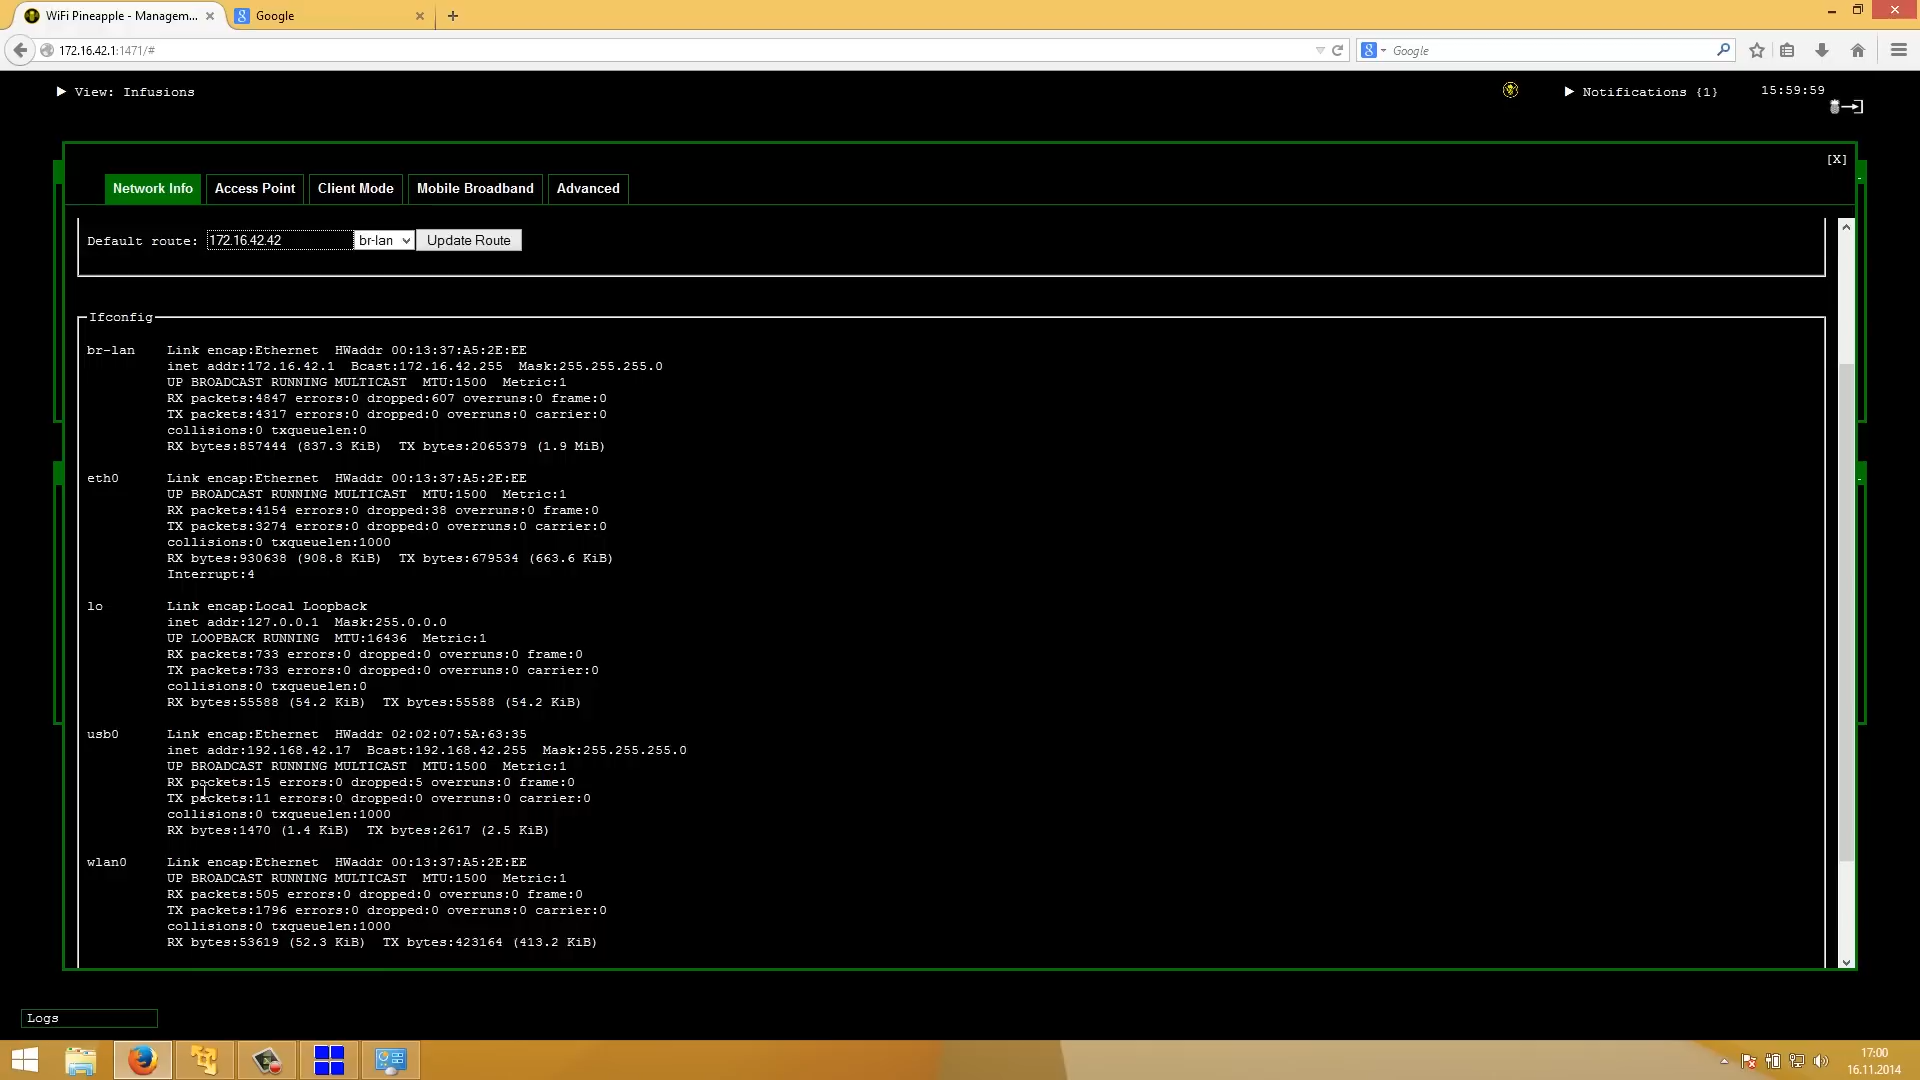 WiFi Pineapple - Managem...
Google
172.16.42.1:1471/#
Google
View: Infusions
Notifications {1}
15:59:59
[X]
Network Info
Access Point
Client Mode
Mobile Broadband
Advanced
Default route: 172.16.42.42 br-lan Update Route
Ifconfig
br-lan Link encap:Ethernet HWaddr 00:13:37:A5:2E:EE
inet addr:172.16.42.1 Bcast:172.16.42.255 Mask:255.255.255.0
UP BROADCAST RUNNING MULTICAST MTU:1500 Metric:1
RX packets:4847 errors:0 dropped:607 overruns:0 frame:0
TX packets:4317 errors:0 dropped:0 overruns:0 carrier:0
collisions:0 txqueuelen:0
RX bytes:857444 (837.3 KiB) TX bytes:2065379 (1.9 MiB)
eth0 Link encap:Ethernet HWaddr 00:13:37:A5:2E:EE
UP BROADCAST RUNNING MULTICAST MTU:1500 Metric:1
RX packets:4154 errors:0 dropped:38 overruns:0 frame:0
TX packets:3274 errors:0 dropped:0 overruns:0 carrier:0
collisions:0 txqueuelen:1000
RX bytes:930638 (908.8 KiB) TX bytes:679534 (663.6 KiB)
Interrupt:4
lo Link encap:Local Loopback
inet addr:127.0.0.1 Mask:255.0.0.0
UP LOOPBACK RUNNING MTU:16436 Metric:1
RX packets:733 errors:0 dropped:0 overruns:0 frame:0
TX packets:733 errors:0 dropped:0 overruns:0 carrier:0
collisions:0 txqueuelen:0
RX bytes:55588 (54.2 KiB) TX bytes:55588 (54.2 KiB)
usb0 Link encap:Ethernet HWaddr 02:02:07:5A:63:35
inet addr:192.168.42.17 Bcast:192.168.42.255 Mask:255.255.255.0
UP BROADCAST RUNNING MULTICAST MTU:1500 Metric:1
RX packets:15 errors:0 dropped:5 overruns:0 frame:0
TX packets:11 errors:0 dropped:0 overruns:0 carrier:0
collisions:0 txqueuelen:1000
RX bytes:1470 (1.4 KiB) TX bytes:2617 (2.5 KiB)
wlan0 Link encap:Ethernet HWaddr 00:13:37:A5:2E:EE
UP BROADCAST RUNNING MULTICAST MTU:1500 Metric:1
RX packets:505 errors:0 dropped:0 overruns:0 frame:0
TX packets:1796 errors:0 dropped:0 overruns:0 carrier:0
collisions:0 txqueuelen:1000
RX bytes:53619 (52.3 KiB) TX bytes:423164 (413.2 KiB)
Logs
17:00
16.11.2014